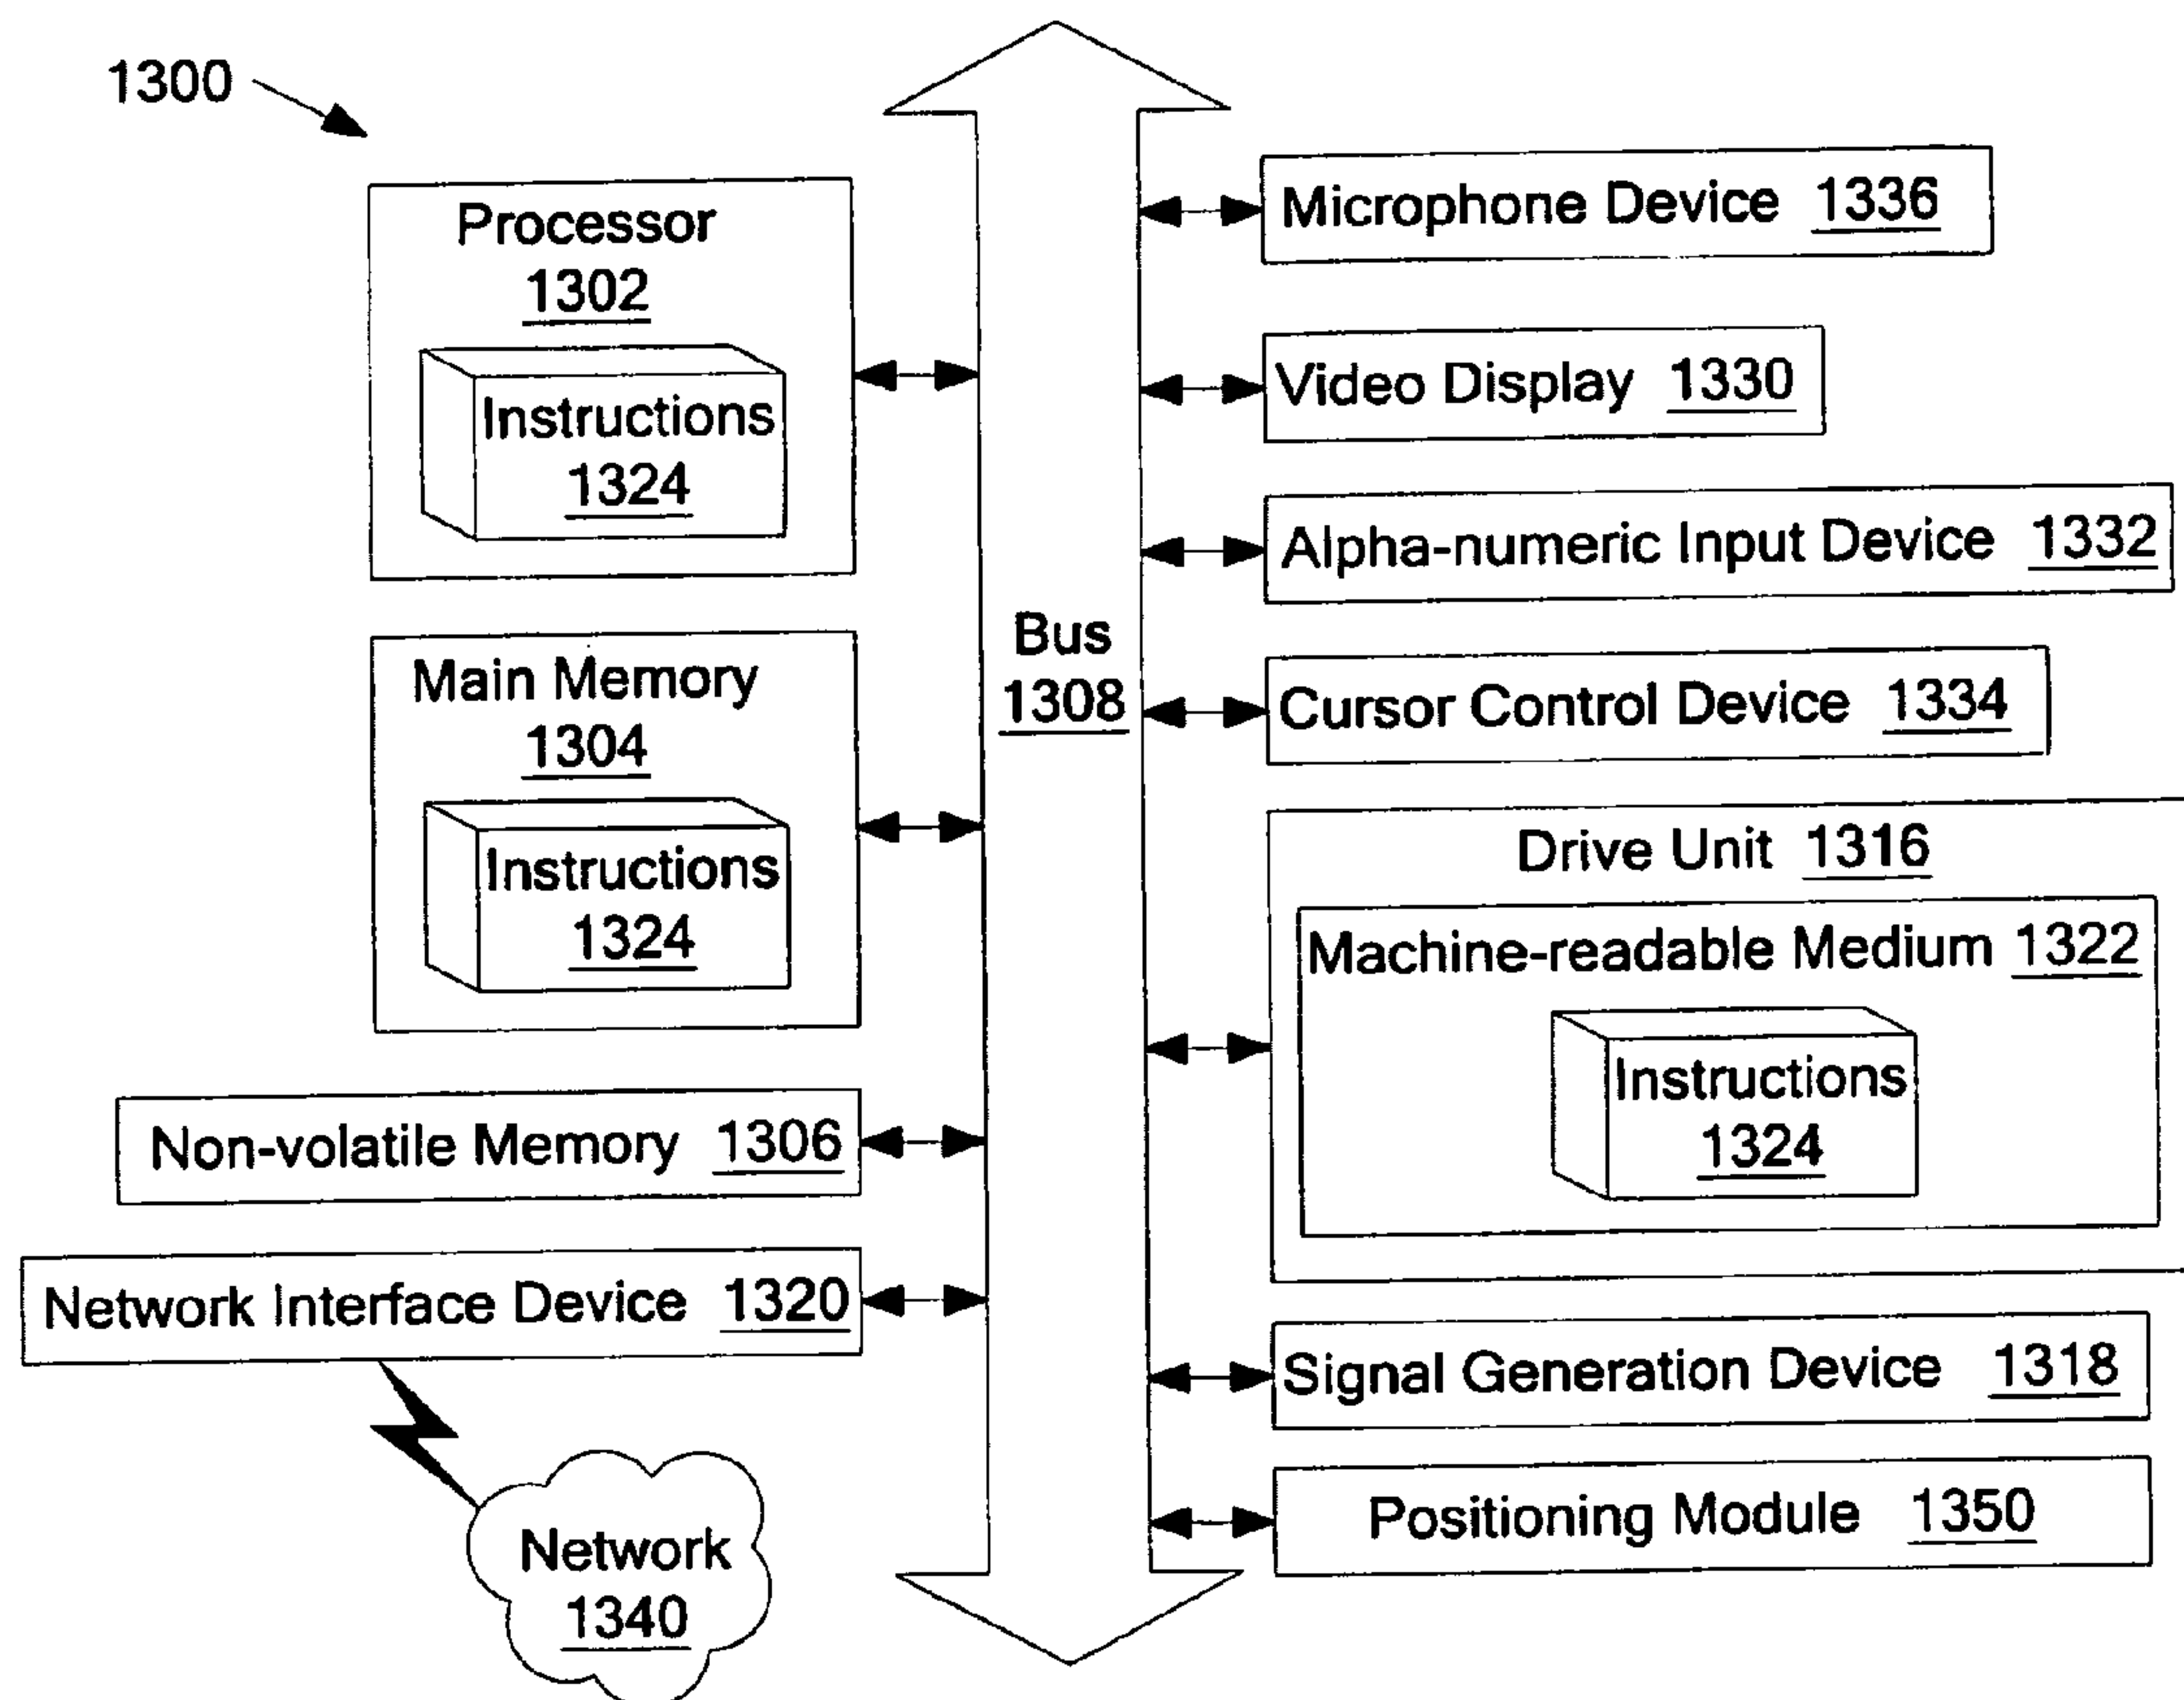 1300
Processor
1302
Instructions
1324
Main Memory
1304
Instructions
1324
Non-volatile Memory 1306
Network Interface Device 1320
Network
1340
Bus
1308
Microphone Device 1336
Video Display 1330
Alpha-numeric Input Device 1332
Cursor Control Device 1334
Drive Unit 1316
Machine-readable Medium 1322
Instructions
1324
Signal Generation Device 1318
Positioning Module 1350